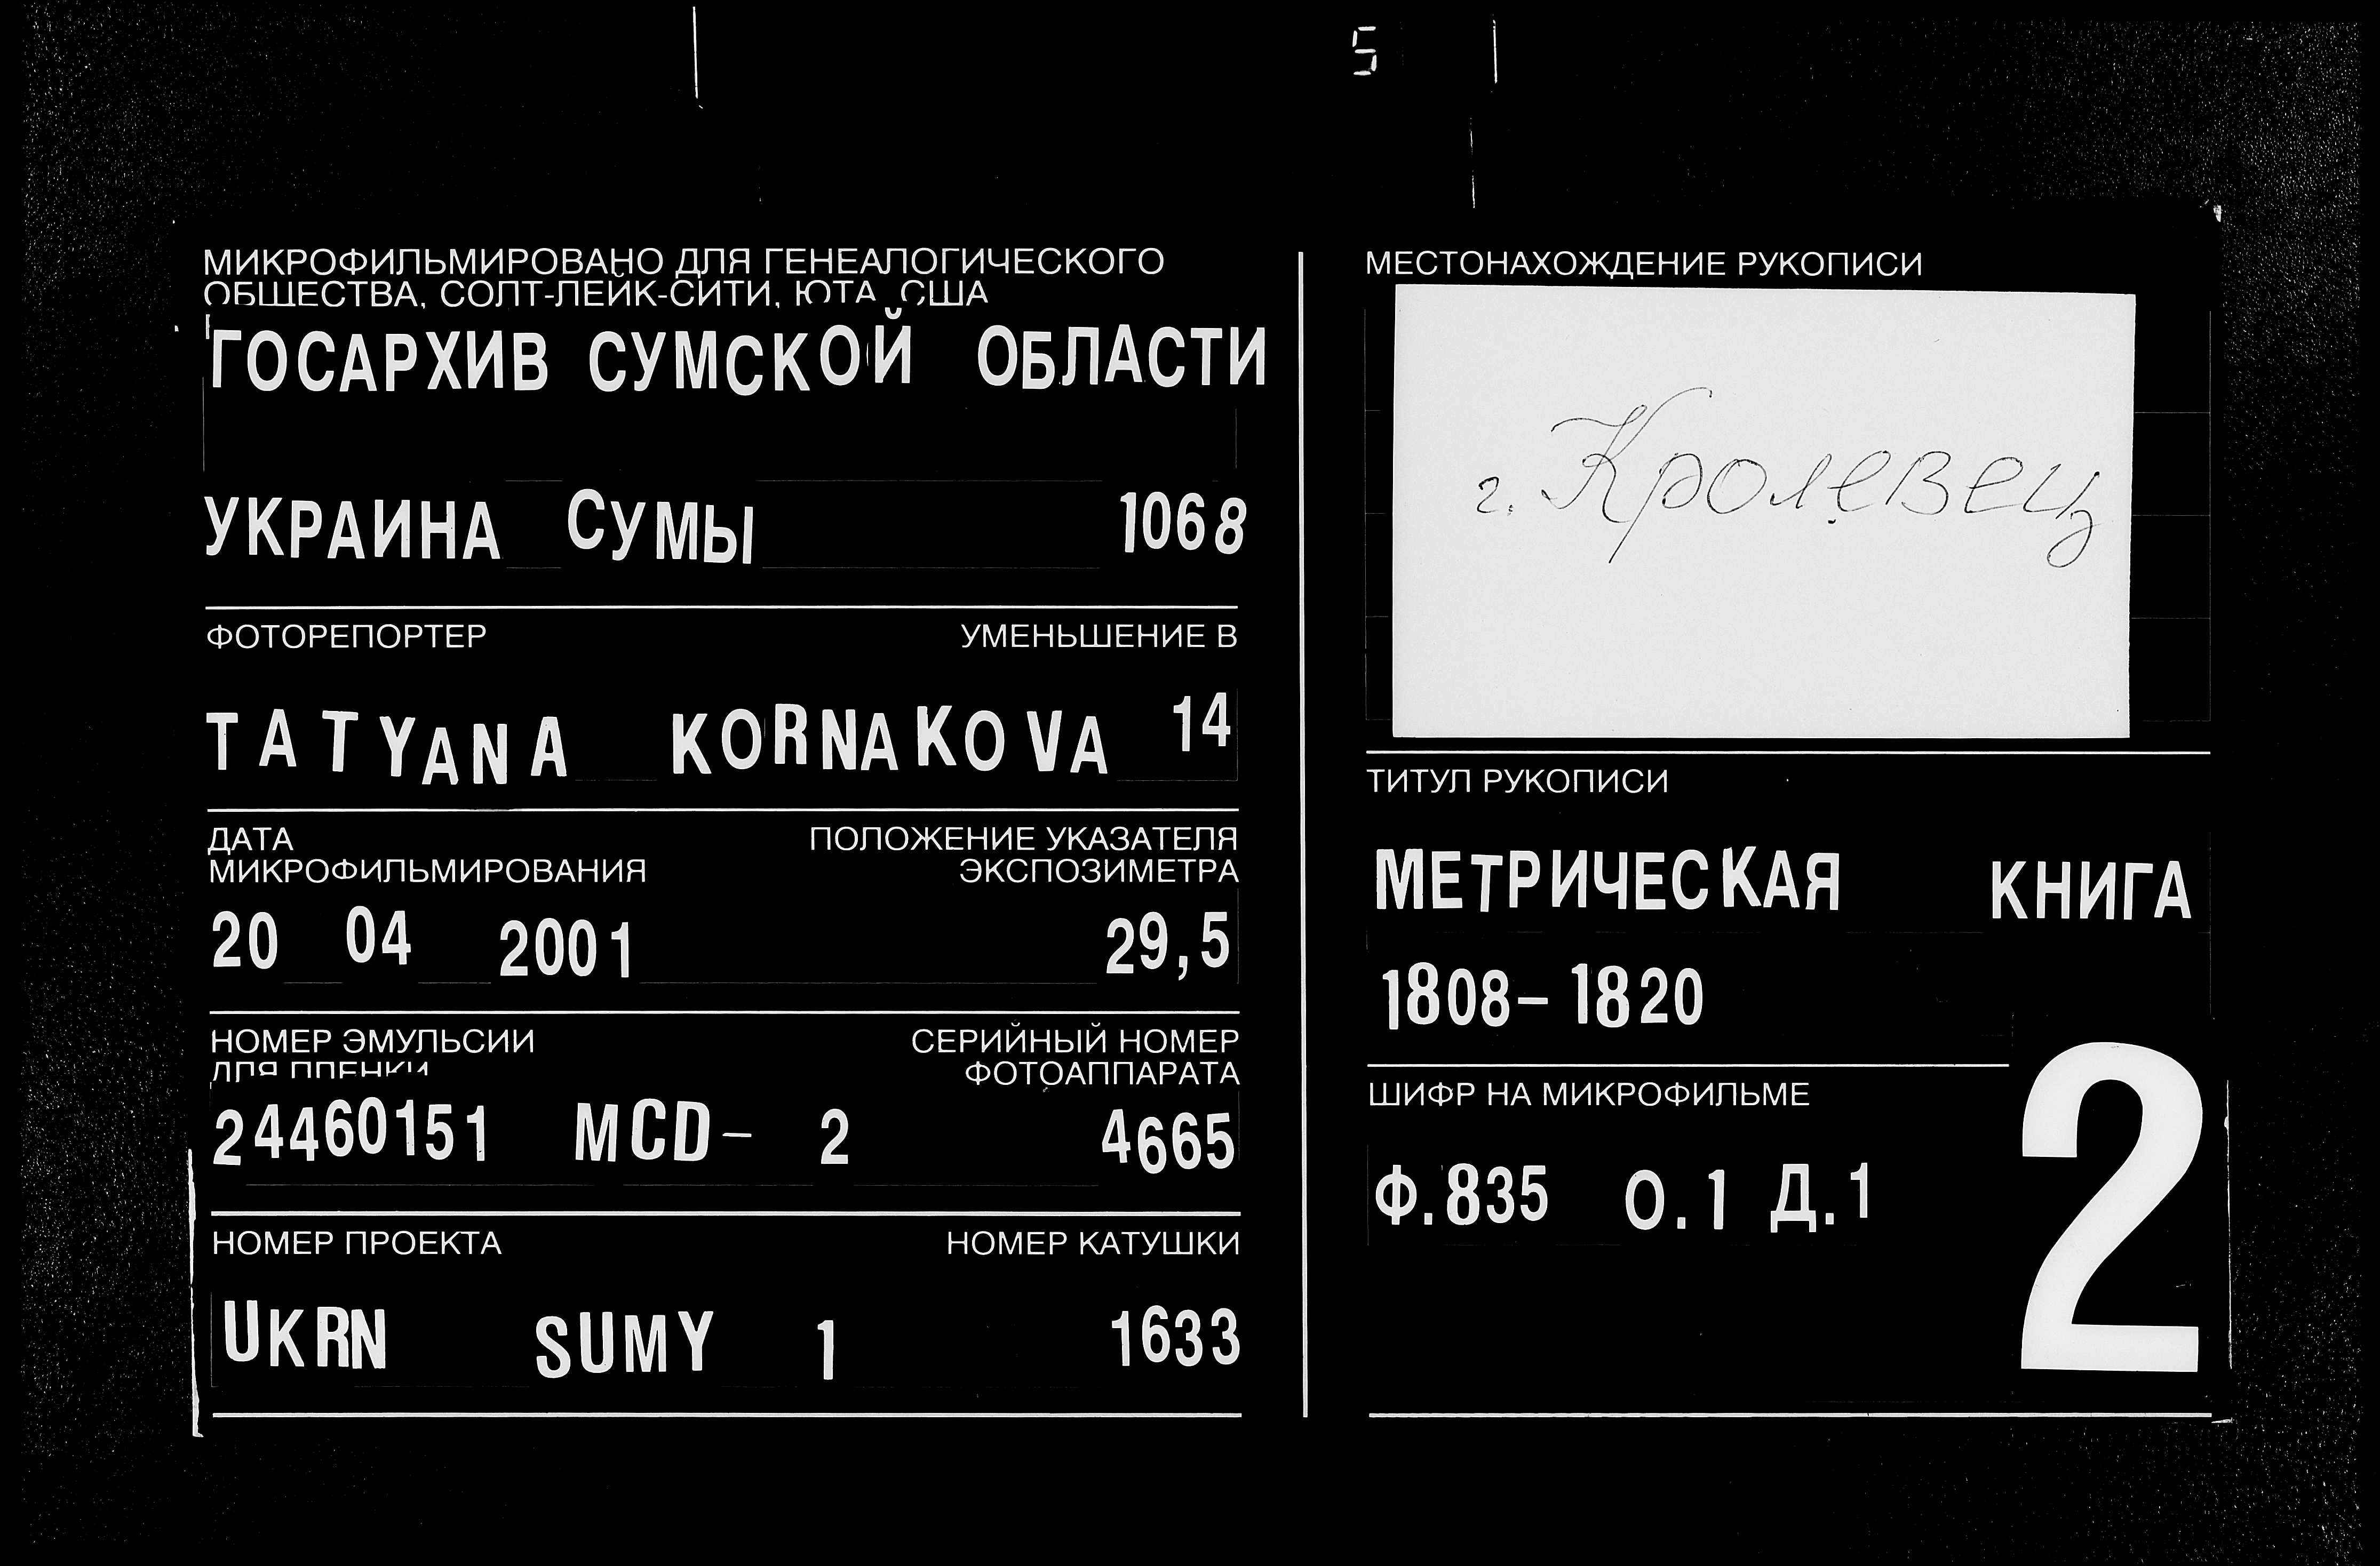 5
МИКРОФИЛЬМИРОВАНО ДЛЯ ГЕНЕАЛОГИЧЕСКОГО
ОБЩЕСТВА, СОЛТ-ЛЕЙК-СИТИ, ЮТА, США
ГОСАРХИВ СУМСКОЙ ОБЛАСТИ
УКРАИНА СУМЫ 1068
ФОТОРЕПОРТЕР УМЕНЬШЕНИЕ В
TATYANA KORNAKOVA 14
ДАТА ПОЛОЖЕНИЕ УКАЗАТЕЛЯ
МИКРОФИЛЬМИРОВАНИЯ ЭКСПОЗИМЕТРА
20 04 2001 29,5
НОМЕР ЭМУЛЬСИИ СЕРИЙНЫЙ НОМЕР
ДЛЯ ПЛЕНКИ ФОТОАППАРАТА
24460151 MCD- 2 4665
НОМЕР ПРОЕКТА НОМЕР КАТУШКИ
UKRN SUMY 1 1633
МЕСТОНАХОЖДЕНИЕ РУКОПИСИ
г. Кролевец
ТИТУЛ РУКОПИСИ
МЕТРИЧЕСКАЯ КНИГА
1808-1820
ШИФР НА МИКРОФИЛЬМЕ
Ф.835 О.1 Д.1
2